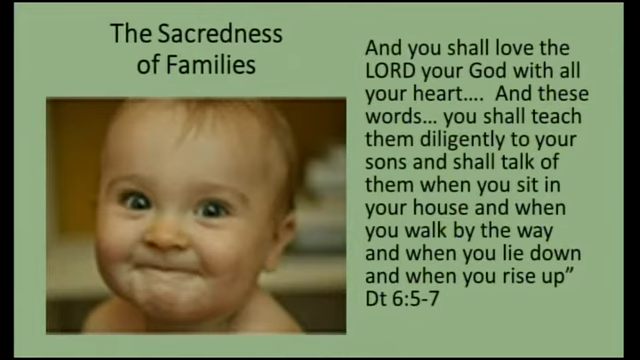 The Sacredness
of Families
And you shall love the
LORD your God with all
your heart…. And these
words… you shall teach
them diligently to your
sons and shall talk of
them when you sit in
your house and when
you walk by the way
and when you lie down
and when you rise up”
Dt 6:5-7